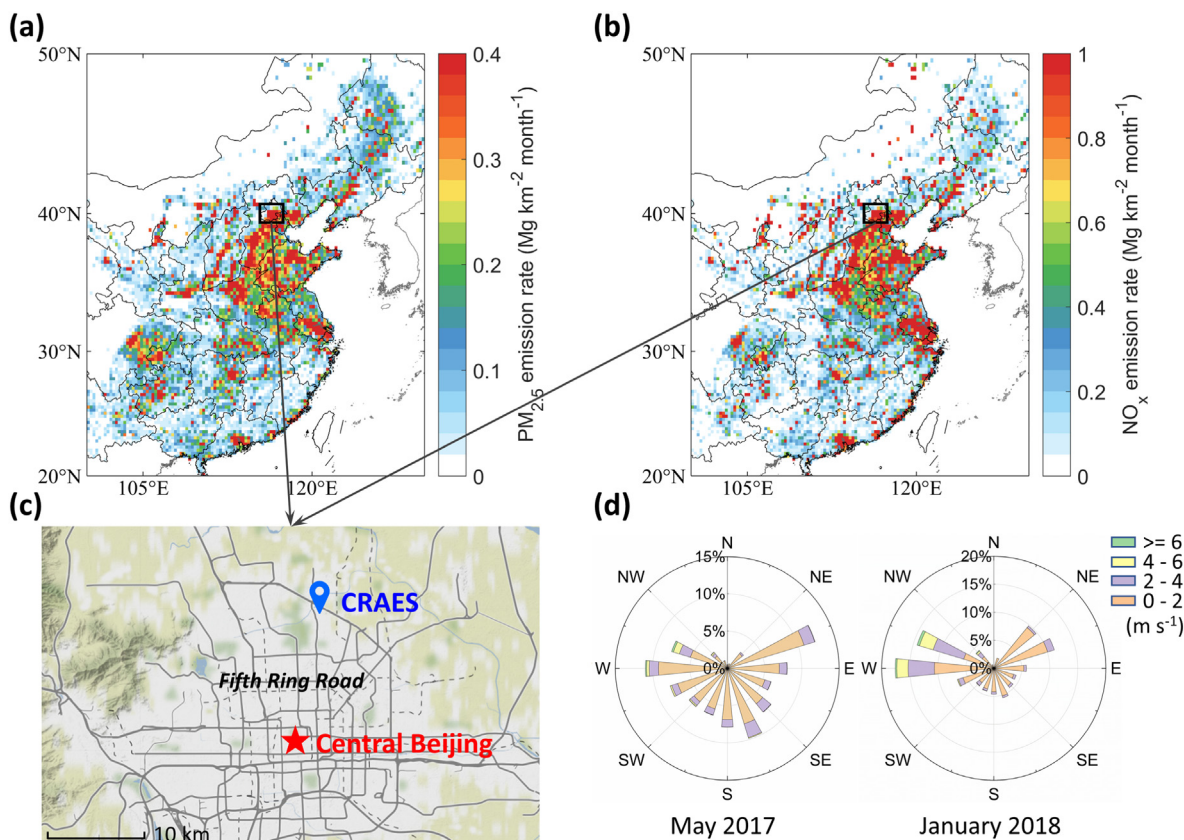 (a)
50°N
40°N
30°N
20°N
105°E
120°E
0.4
0.3
0.2
0.1
0
PM2.5 emission rate (Mg km-2 month-1)
(b)
50°N
40°N
30°N
20°N
105°E
120°E
1
0.8
0.6
0.4
0.2
0
NOx emission rate (Mg km-2 month-1)
(c)
CRAES
Fifth Ring Road
Central Beijing
10 km
(d)
N
NE
E
SE
S
SW
W
NW
15%
10%
5%
0%
May 2017
N
NE
E
SE
S
SW
W
NW
20%
15%
10%
5%
0%
January 2018
>= 6
4 - 6
2 - 4
0 - 2
(m s-1)